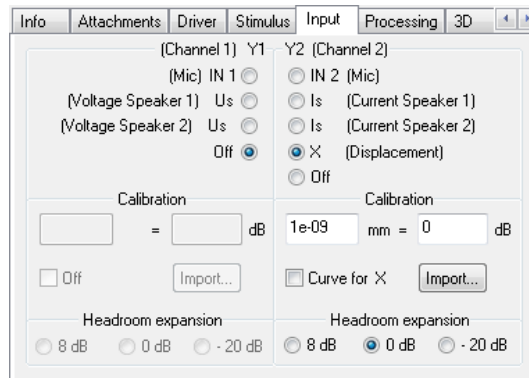 Info Attachments Driver Stimulus Input Processing 3D
(Channel 1) Y1 Y2 (Channel 2)
(Mic) IN 1 IN 2 (Mic)
(Voltage Speaker 1) Us Is (Current Speaker 1)
(Voltage Speaker 2) Us Is (Current Speaker 2)
Off X (Displacement)
Off
Calibration Calibration
= dB 1e-09 mm = 0 dB
Off Import... Curve for X Import...
Headroom expansion Headroom expansion
8 dB 0 dB - 20 dB 8 dB 0 dB - 20 dB